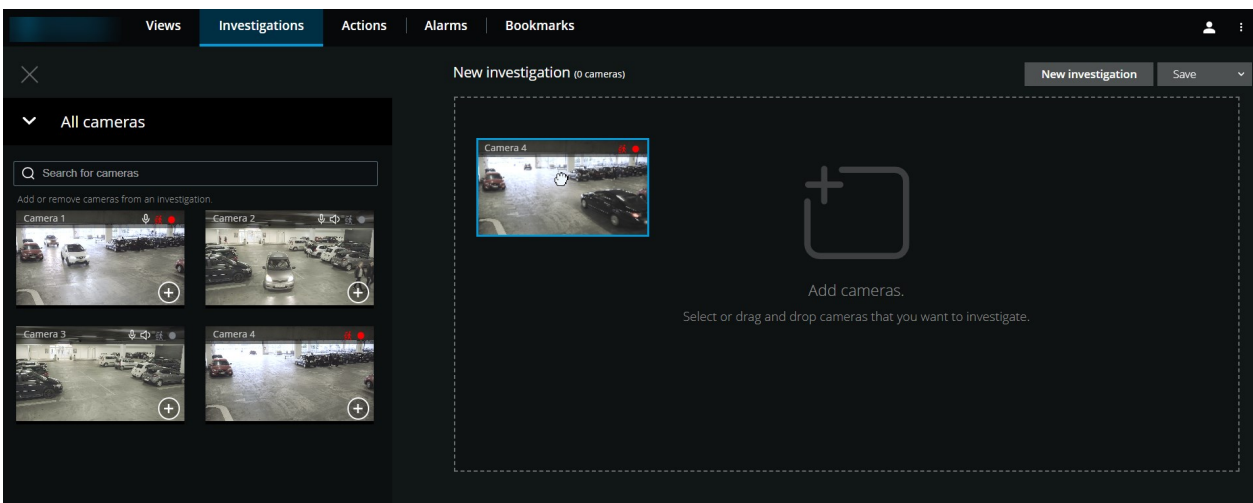 Views Investigations Actions Alarms Bookmarks
New investigation (0 cameras)
New investigation Save
All cameras
Search for cameras
Add or remove cameras from an investigation.
Camera 1 Camera 2
Camera 3 Camera 4
Camera 4
Add cameras.
Select or drag and drop cameras that you want to investigate.